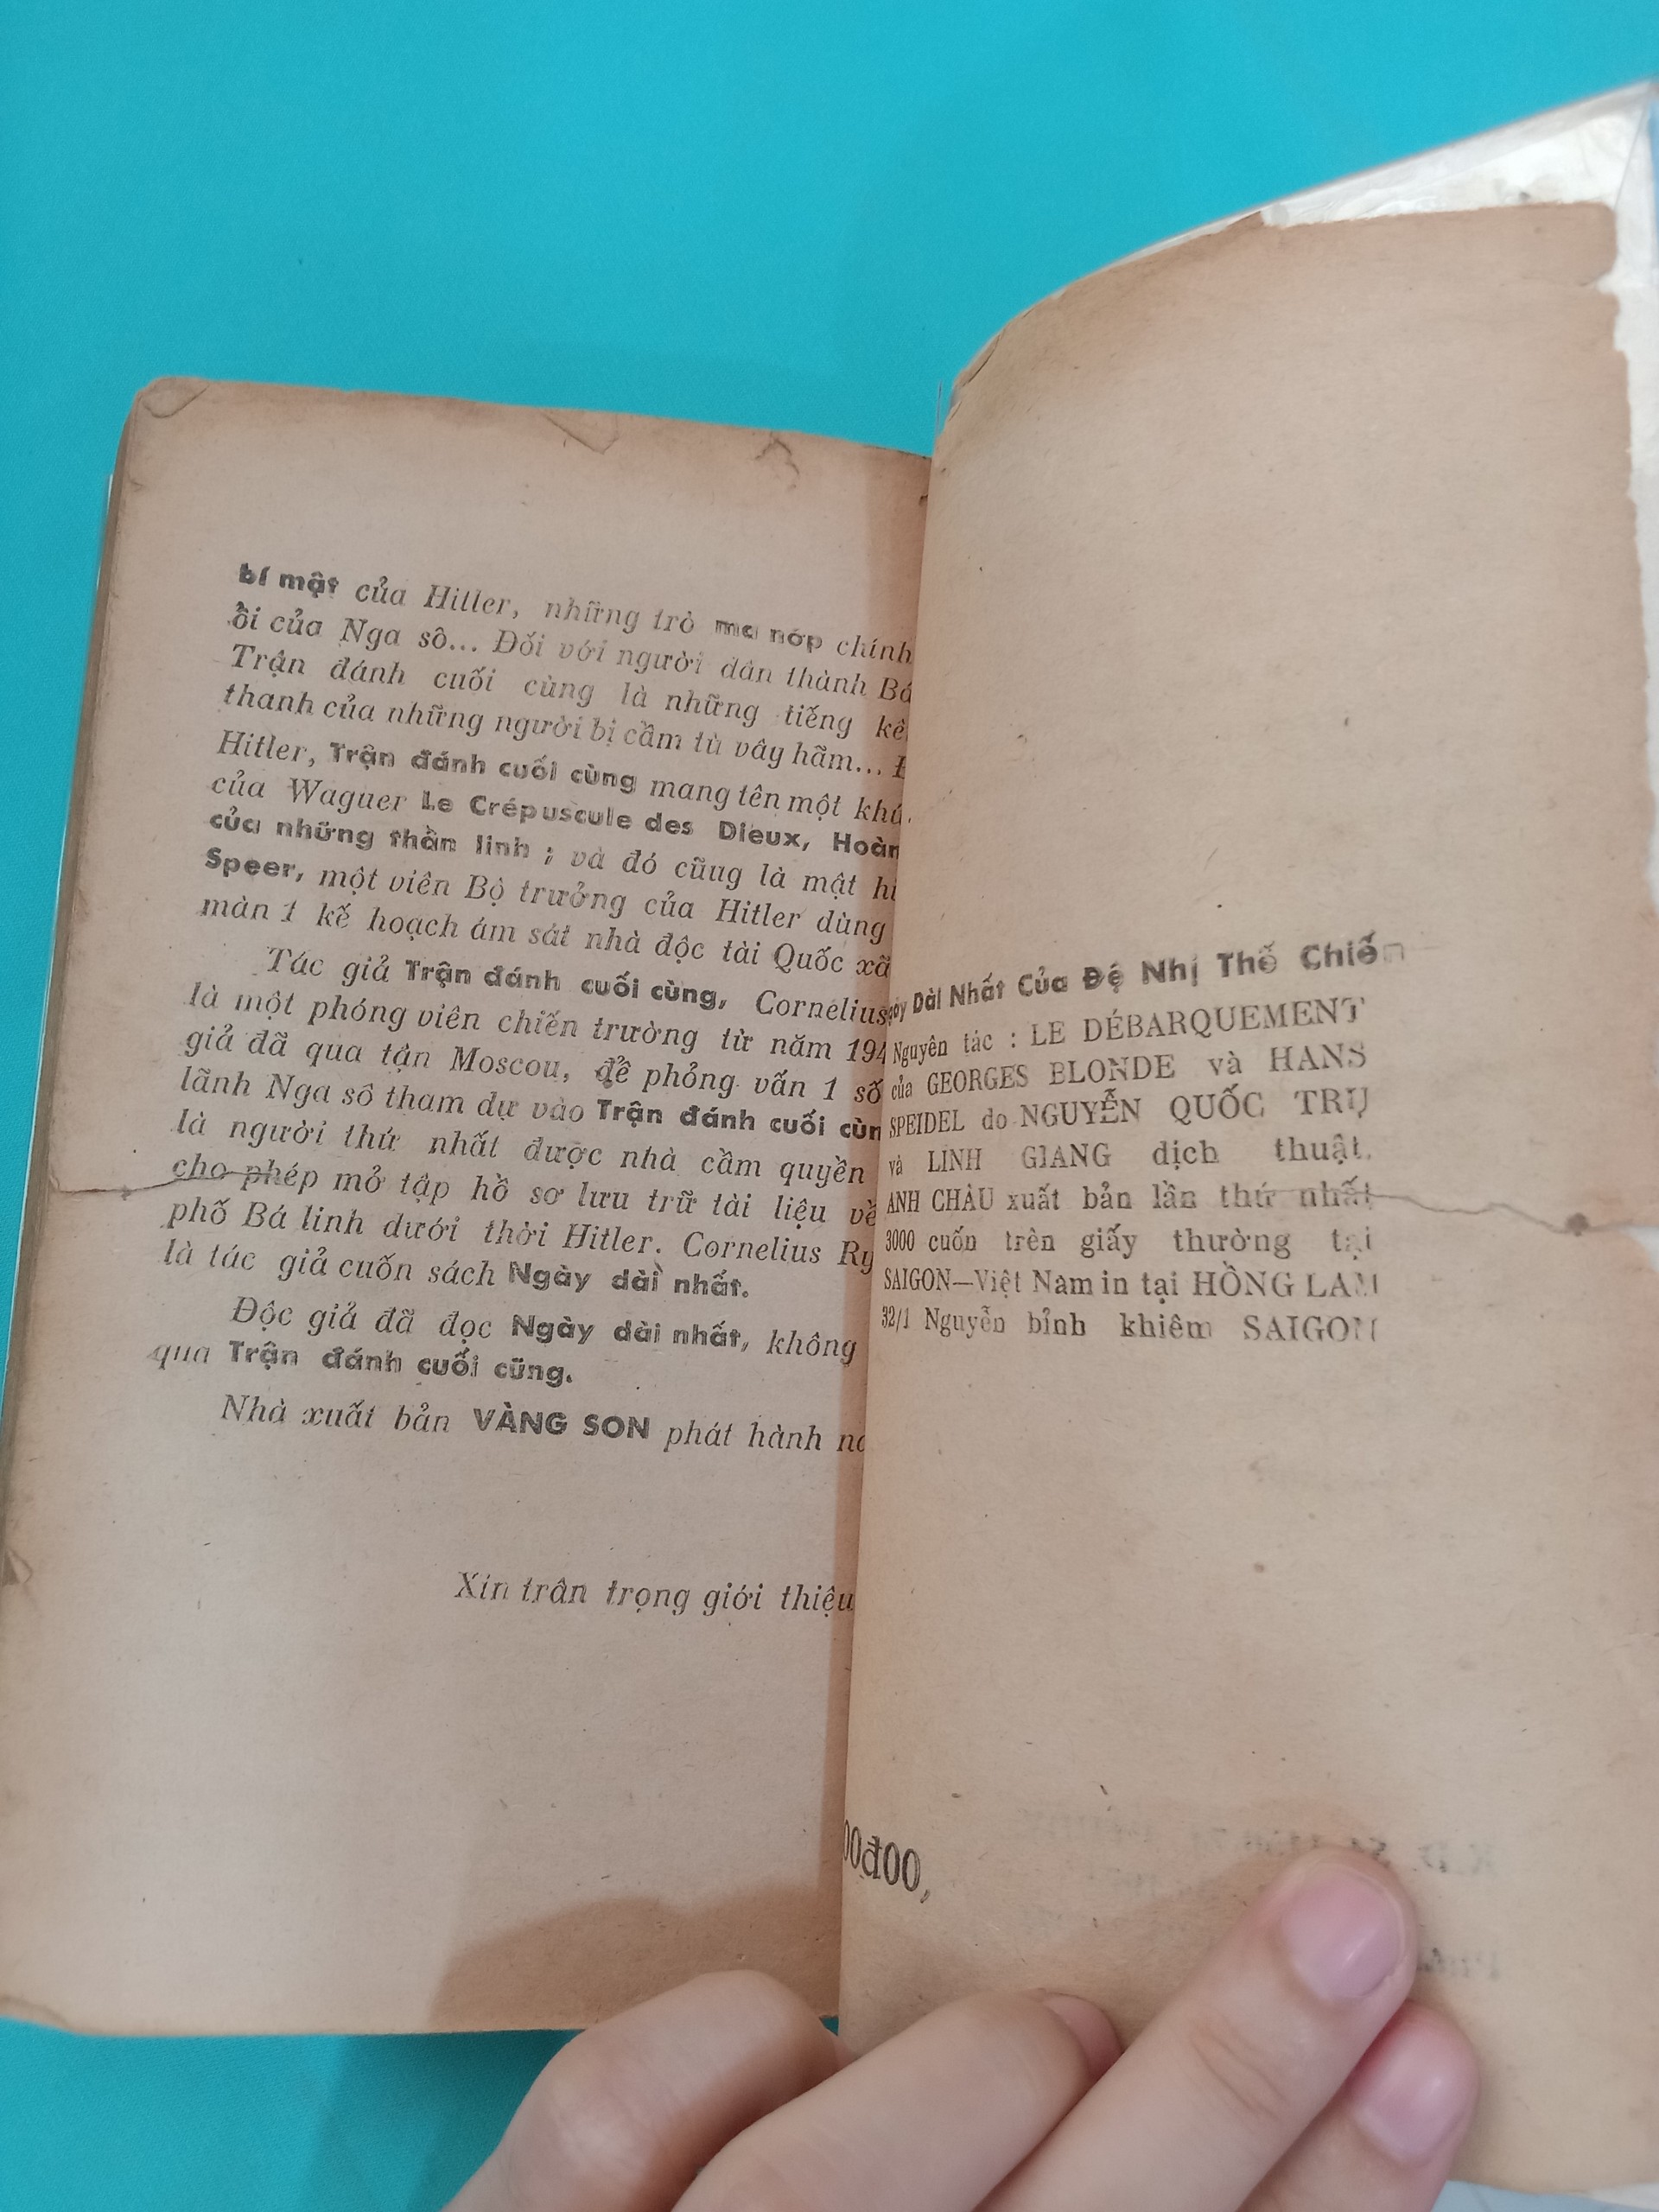 bí mật của Hitler, những trò ma nớp chính
ồi của Nga sô... Đối với người dân thành Bá
Trận đánh cuối cùng là những tiếng kê
thanh của những người bị cầm tù vây hãm...
Hitler, Trận đánh cuối cùng mang tên một khú
của Waguer Le Crépuscule des Dieux, Hoàn
của những thần linh ; và đó cũug là mật hi
Speer, một viên Bộ trưởng của Hitler dùng
màn 1 kế hoạch ám sát nhà độc tài Quốc xã
Tác giả Trận đánh cuối cùng, Cornélius
là một phóng viên chiến trường từ năm 194
giả đã qua tận Moscou, để phỏng vấn 1 số
lãnh Nga sô tham dự vào Trận đánh cuối cùn
là người thứ nhất được nhà cầm quyền
cho phép mở tập hồ sơ lưu trữ tài liệu về
phố Bá linh dưới thời Hitler. Cornelius Ry
là tác giả cuốn sách Ngày dài nhất.
Độc giả đã đọc Ngày dài nhất, không
qua Trận đánh cuối cũng.
Nhà xuất bản VÀNG SON phát hành
Xin trân trọng giới thiệu
Dài Nhất Của Đệ Nhị Thế Chiến
Nguyên tác : LE DÉBARQUEMENT
của GEORGES BLONDE và HANS
SPEIDEL do NGUYỄN QUỐC TRỤ
và LINH GIANG dịch thuật.
ANH CHÀU xuất bản lần thứ nhất
3000 cuốn trên giấy thường tại
SAIGON—Việt Nam in tại HỒNG LAM
32/1 Nguyễn bỉnh khiêm SAIGON
00đ00,